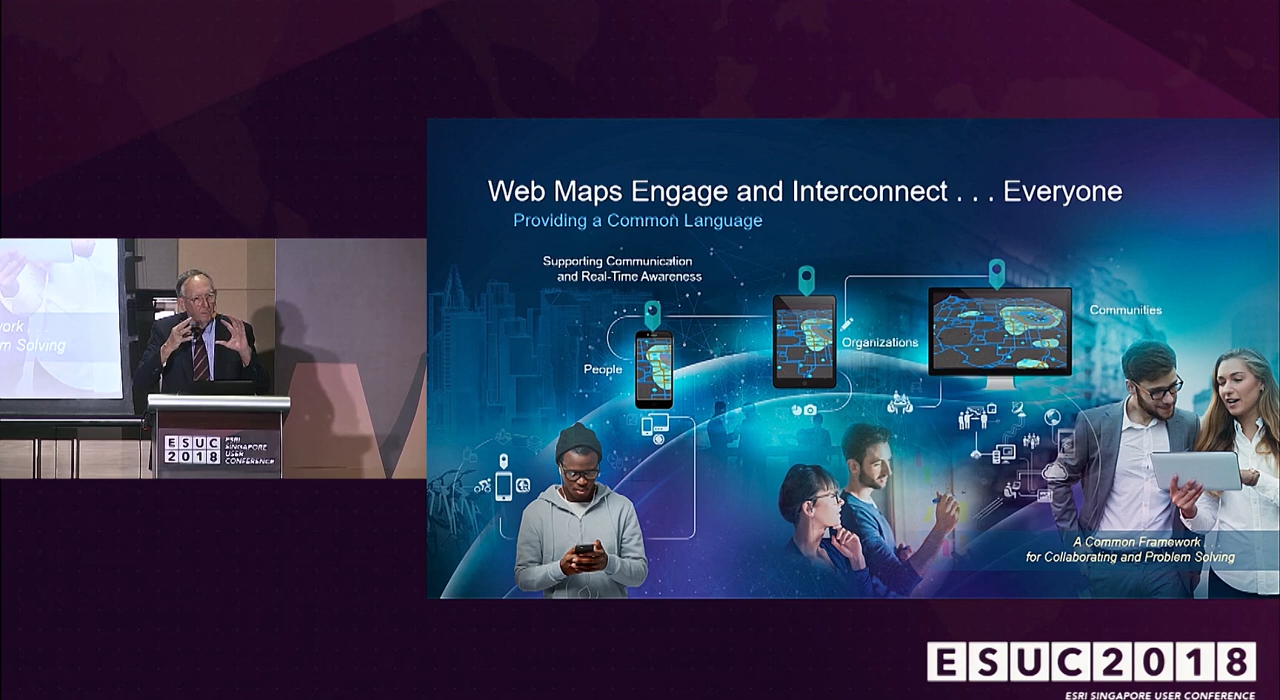 Web Maps Engage and Interconnect . . . Everyone
Providing a Common Language
Supporting Communication
and Real-Time Awareness
People
Organizations
Communities
A Common Framework . . .
for Collaborating and Problem Solving
ork . . .
m Solving
ESUC
2018
ESRI
SINGAPORE
USER
CONFERENCE
ESUC2018
ESRI SINGAPORE USER CONFERENCE